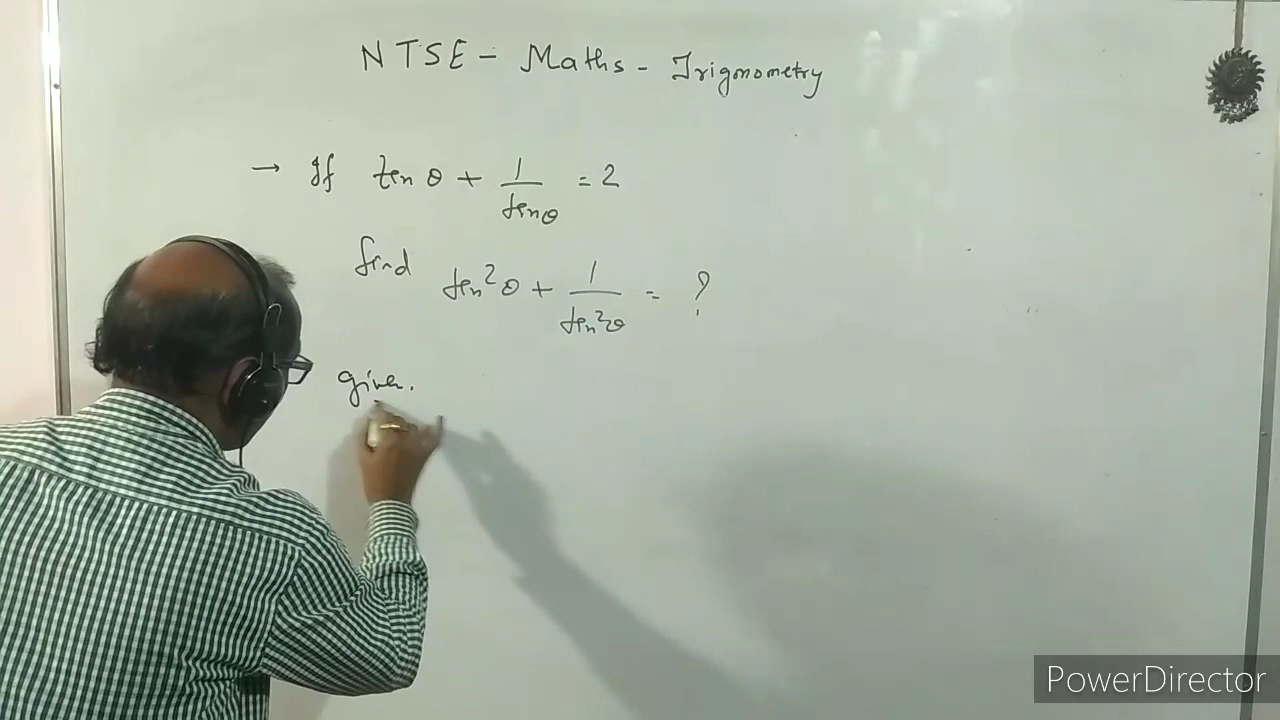 NTSE - Maths - Trignometry
→ If tan θ + 1/tanθ = 2
find tan²θ + 1/tan²θ = ?
given.
PowerDirector